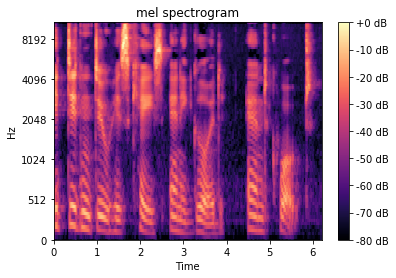 mel spectrogram
+0 dB
8192
-10 dB
-20 dB
4096
-30 dB
Hz
2048
-40 dB
1024
-50 dB
-60 dB
512
-70 dB
0
-80 dB
0 1 2 3 4 5 6
Time